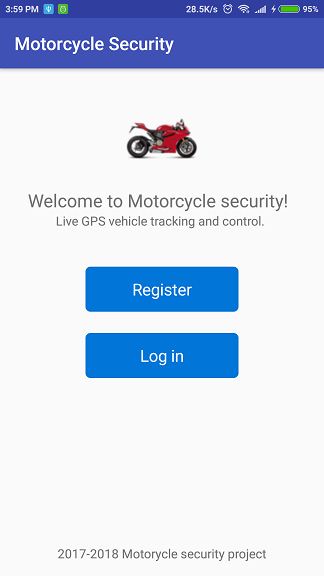 3:59 PM 28.5K/s 95%
Motorcycle Security
Welcome to Motorcycle security!
Live GPS vehicle tracking and control.
Register
Log in
2017-2018 Motorycle security project